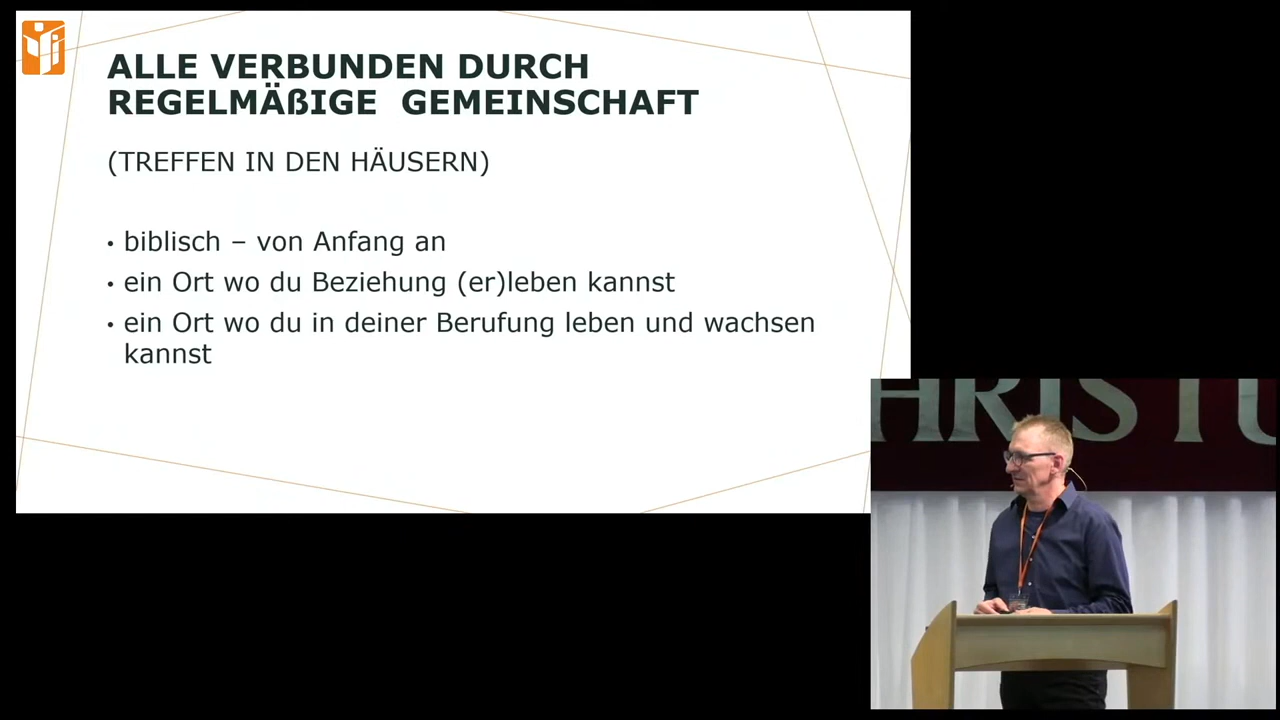 ALLE VERBUNDEN DURCH
REGELMÄßIGE GEMEINSCHAFT
(TREFFEN IN DEN HÄUSERN)
• biblisch – von Anfang an
• ein Ort wo du Beziehung (er)leben kannst
• ein Ort wo du in deiner Berufung leben und wachsen
kannst
HRISTU